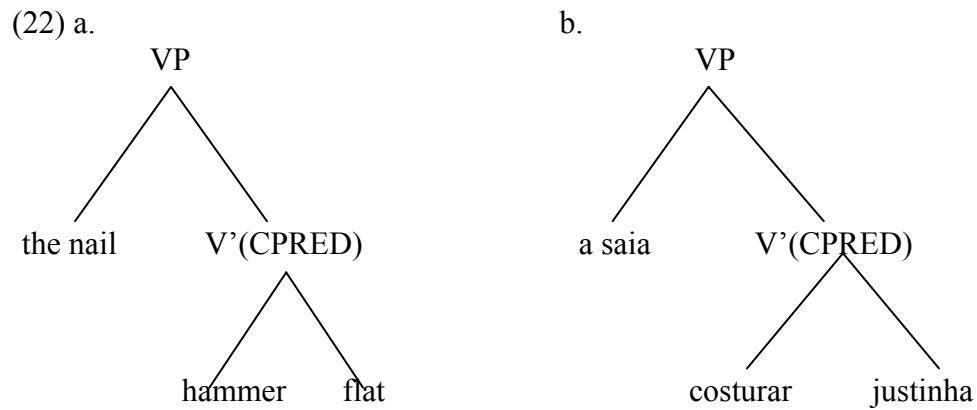 (22) a. b.
VP VP
the nail V’(CPRED) a saia V’(CPRED)
hammer flat costurar justinha